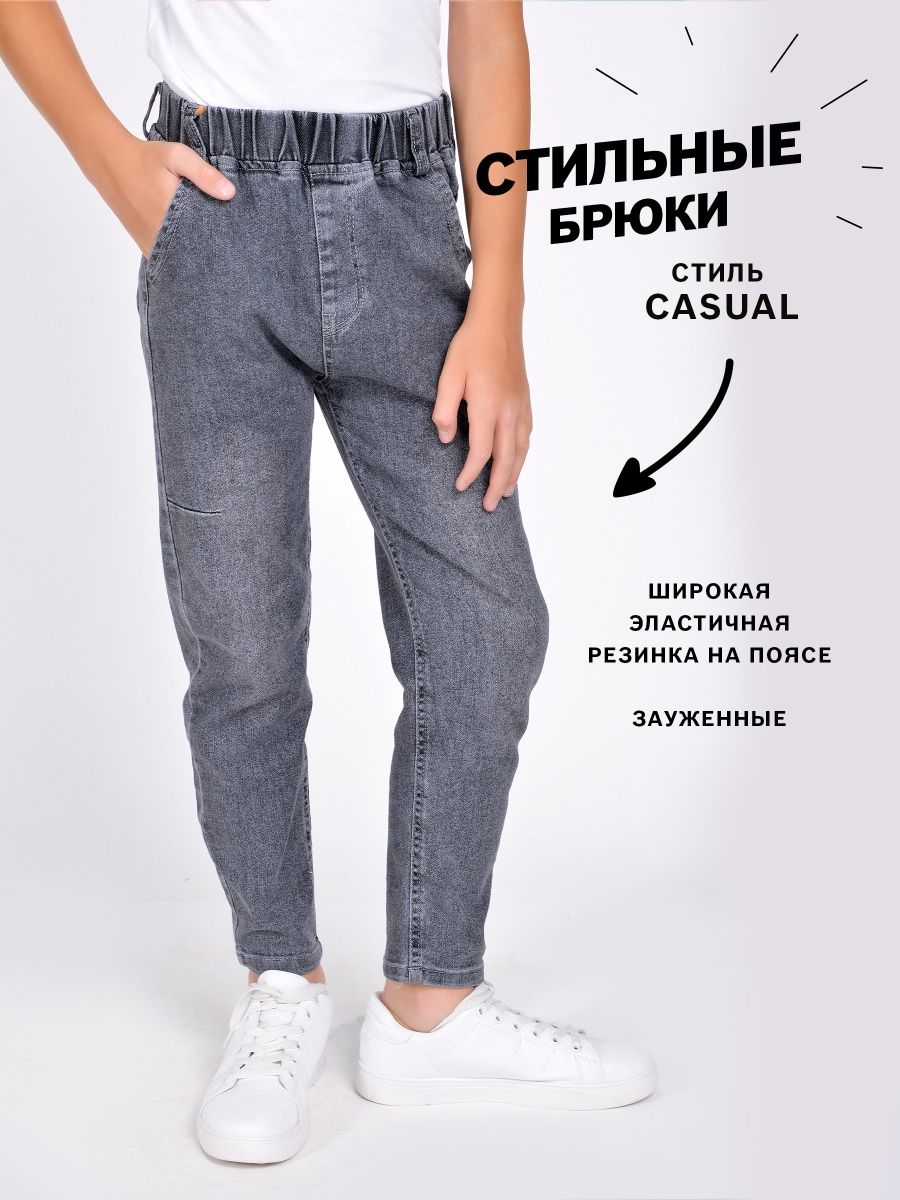 СТИЛЬНЫЕ
БРЮКИ
СТИЛЬ
CASUAL
ШИРОКАЯ
ЭЛАСТИЧНАЯ
РЕЗИНКА НА ПОЯСЕ
ЗАУЖЕННЫЕ